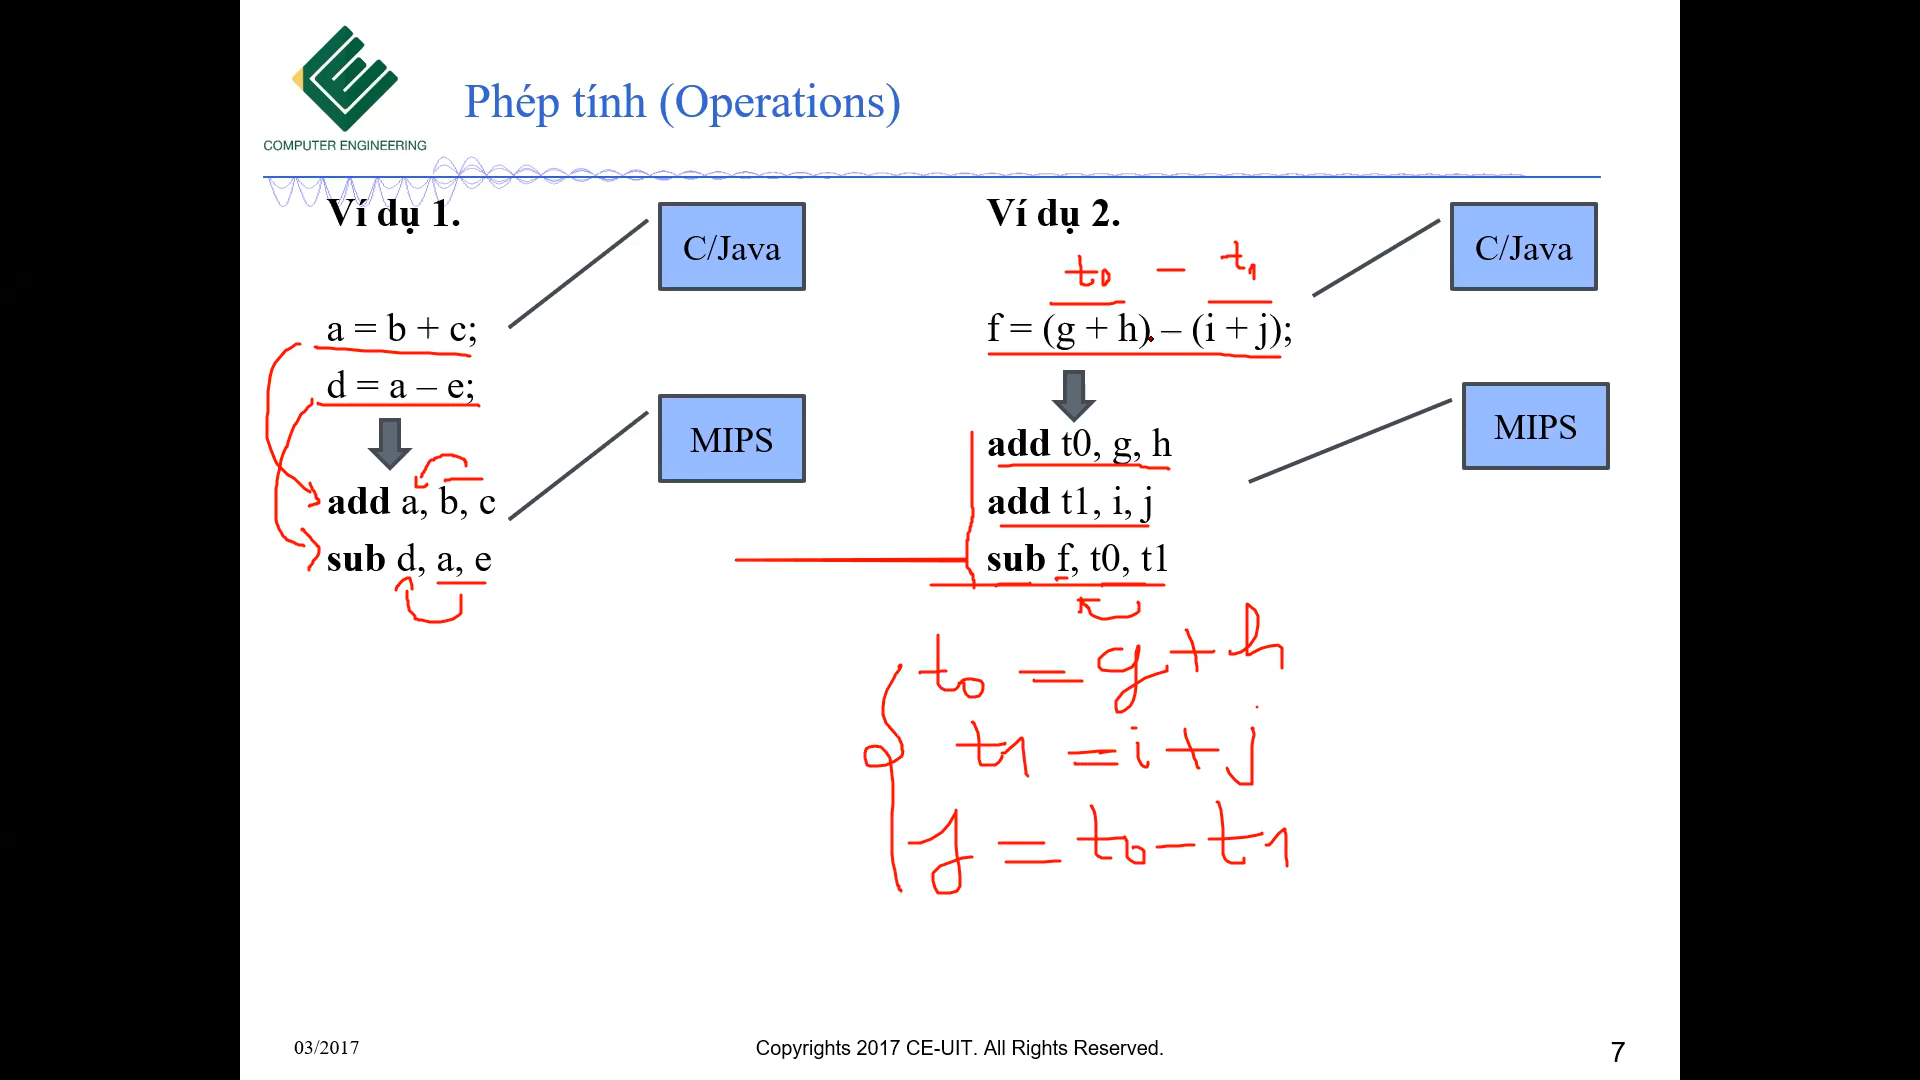 COMPUTER ENGINEERING
Phép tính (Operations)
Ví dụ 1.
C/Java
a = b + c;
d = a – e;
MIPS
add a, b, c
sub d, a, e
Ví dụ 2.
C/Java
t0 – t1
f = (g + h) – (i + j);
MIPS
add t0, g, h
add t1, i, j
sub f, t0, t1
t0 = g + h
t1 = i + j
f = t0 – t1
03/2017
Copyrights 2017 CE-UIT. All Rights Reserved.
7